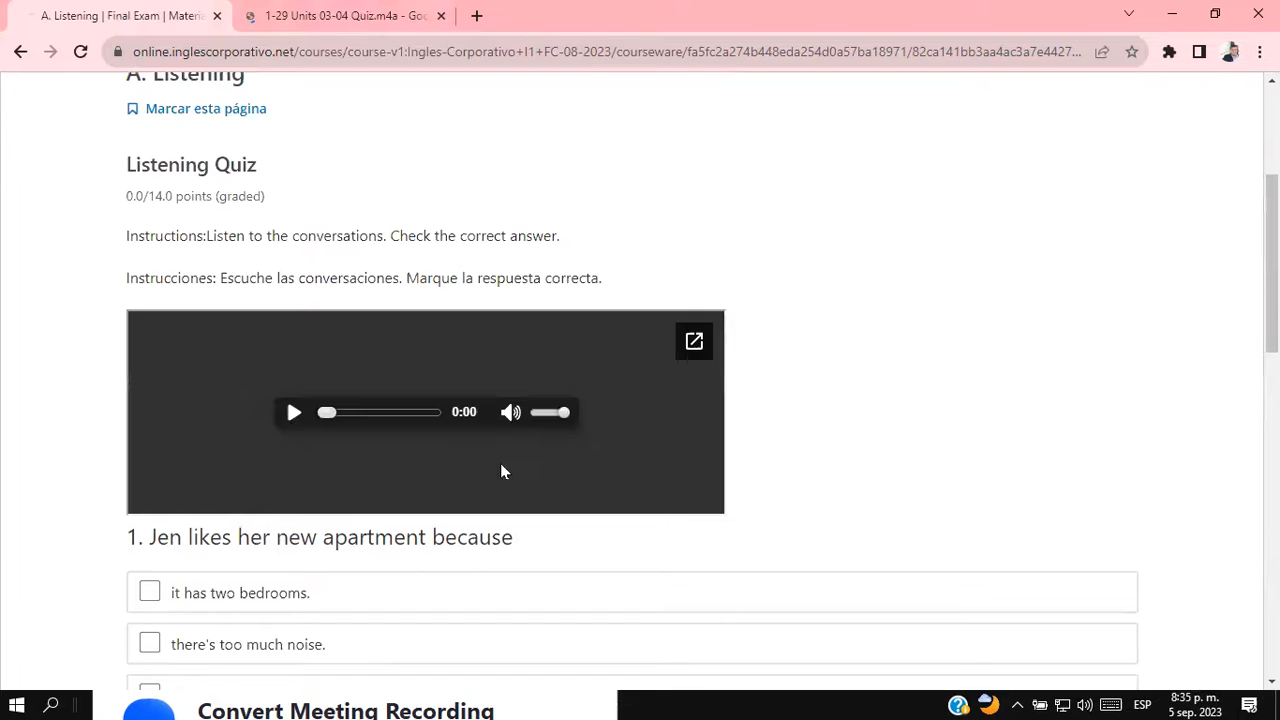 A. Listening | Final Exam | Mater
1-29 Units 03-04 Quiz.m4a - Goo
online.inglescorporativo.net/courses/course-v1:Ingles-Corporativo+I1+FC-08-2023/courseware/fa5fc2a274b448eda254d0a57ba18971/82ca141bb3aa4ac3a7e4427...
A. Listening
Marcar esta página
Listening Quiz
0.0/14.0 points (graded)
Instructions:Listen to the conversations. Check the correct answer.
Instrucciones: Escuche las conversaciones. Marque la respuesta correcta.
0:00
1. Jen likes her new apartment because
it has two bedrooms.
there's too much noise.
Convert Meeting Recording
ESP
8:35 p. m.
5 sep. 2023